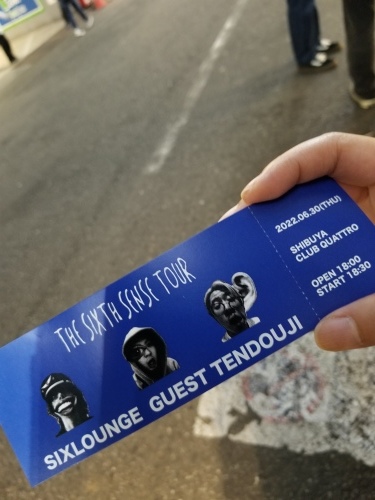 THE SIXTH SENSE TOUR
SIXLOUNGE GUEST TENDOUJI
2022.06.30(THU)
SHIBUYA
CLUB QUATTRO
OPEN 18:00
START 18:30